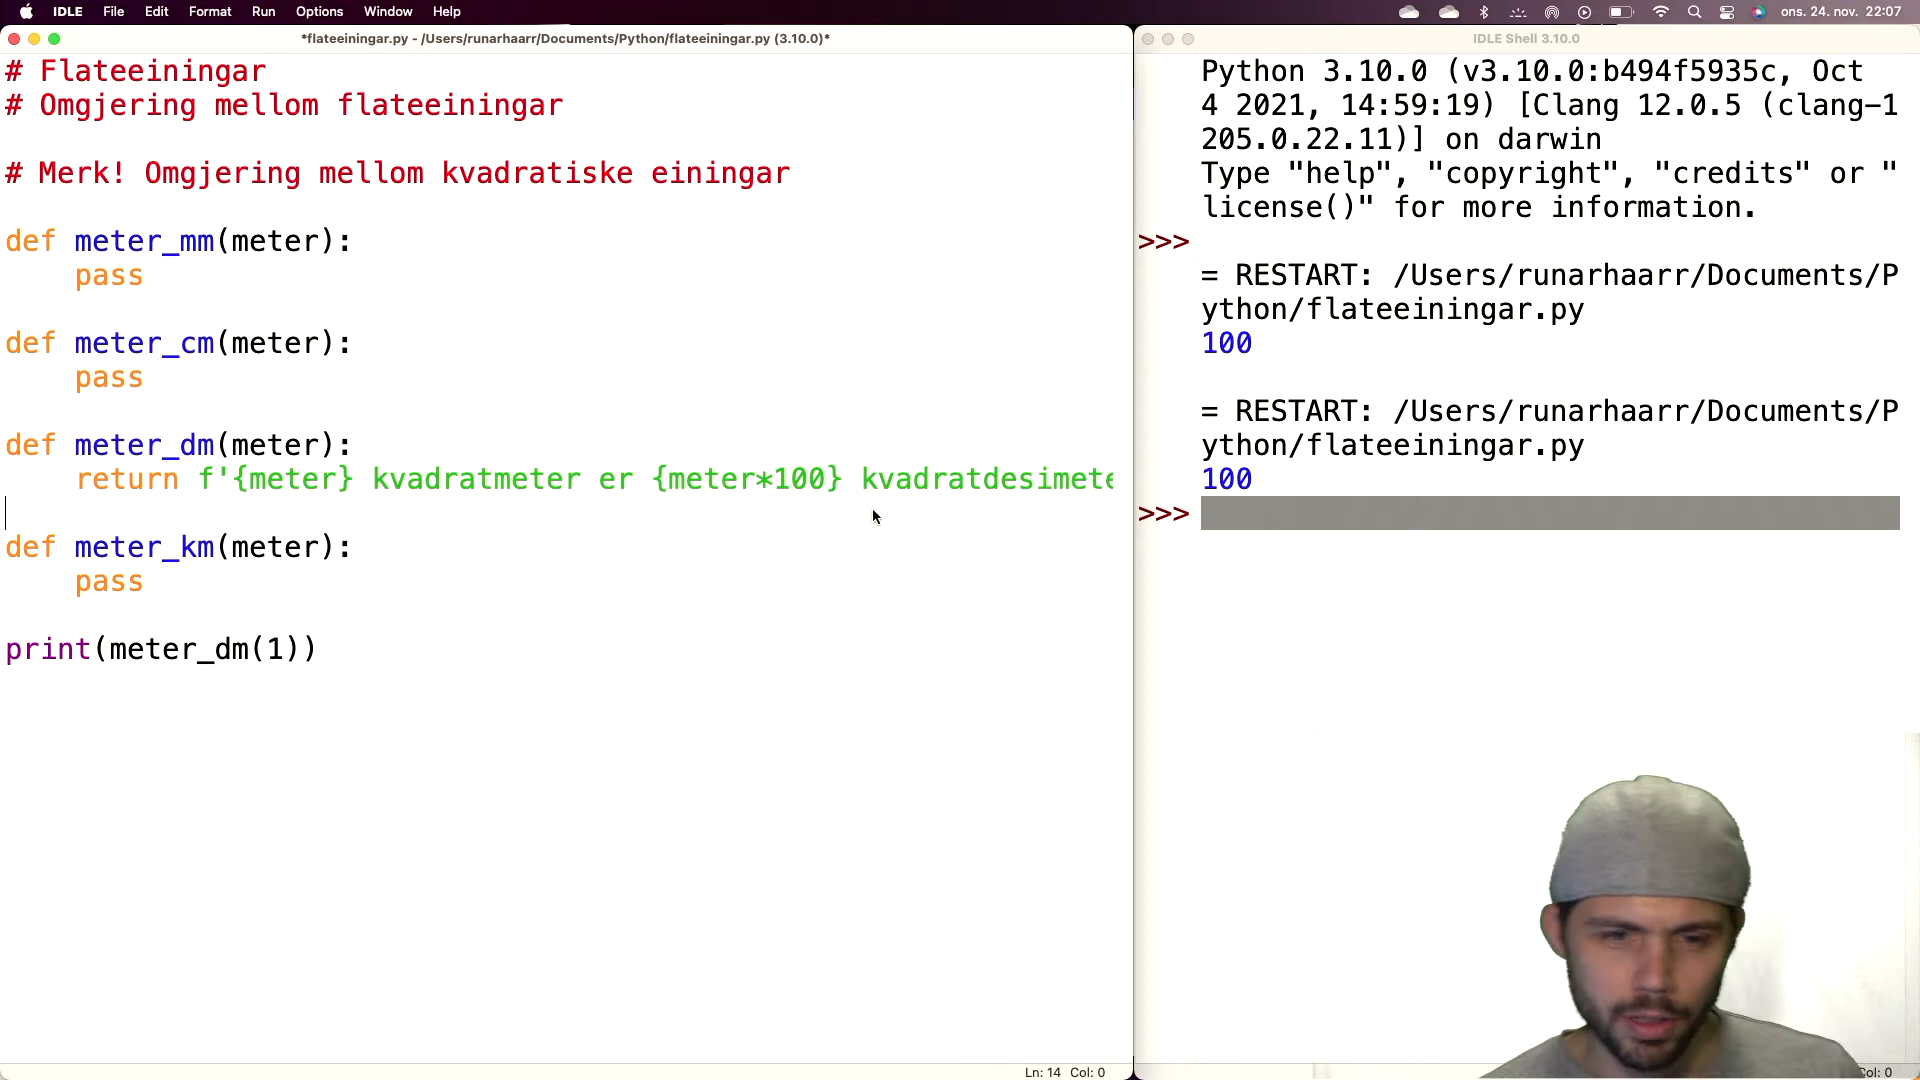 IDLE File Edit Format Run Options Window Help
ons. 24. nov. 22:07
*flateeiningar.py - /Users/runarhaarr/Documents/Python/flateeiningar.py (3.10.0)*
# Flateeiningar
# Omgjering mellom flateeiningar
# Merk! Omgjering mellom kvadratiske einingar
def meter_mm(meter):
pass
def meter_cm(meter):
pass
def meter_dm(meter):
return f'{meter} kvadratmeter er {meter*100} kvadratdesimete
def meter_km(meter):
pass
print(meter_dm(1))
Ln: 14 Col: 0
IDLE Shell 3.10.0
Python 3.10.0 (v3.10.0:b494f5935c, Oct
4 2021, 14:59:19) [Clang 12.0.5 (clang-1
205.0.22.11)] on darwin
Type "help", "copyright", "credits" or "
license()" for more information.
>>>
= RESTART: /Users/runarhaarr/Documents/P
ython/flateeiningar.py
100
= RESTART: /Users/runarhaarr/Documents/P
ython/flateeiningar.py
100
>>>
Col: 0